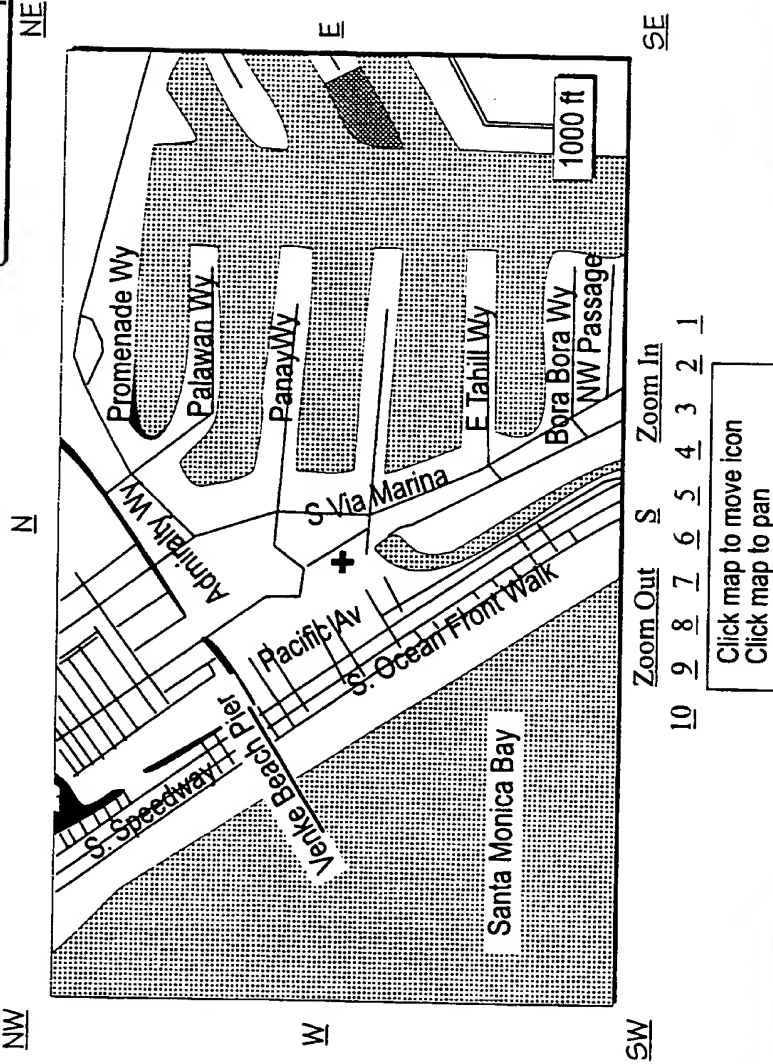 NW N NE
Promenade Wy
Admiralty Wy
Palawan Wy
S. Speedway
Venke Beach Pier
Panay Wy
Pacific Av
W E
S Via Marina
S. Ocean Front Walk
E Tahill Wy
Santa Monica Bay
Bora Bora Wy
1000 ft
NW Passage
SW Zoom Out S Zoom In SE
10 9 8 7 6 5 4 3 2 1
Click map to move icon
Click map to pan